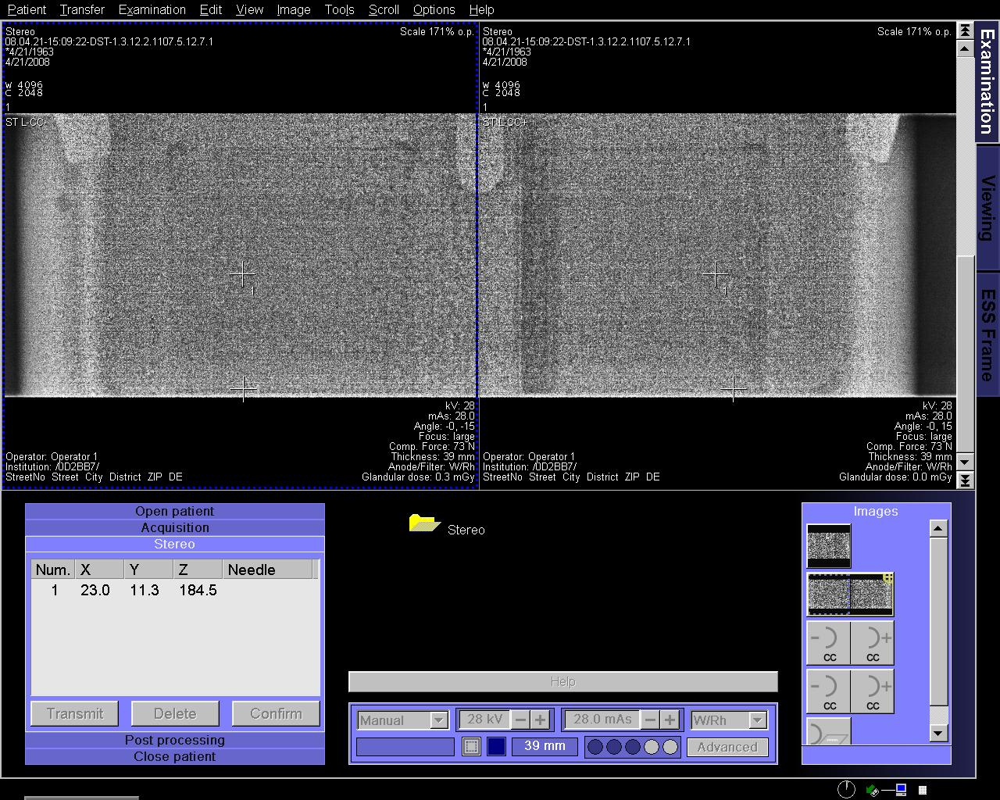 Patient Transfer Examination Edit View Image Tools Scroll Options Help
Stereo
08.04.21-15:09:22-DST-1.3.12.2.1107.5.12.7.1
*4/21/1963
4/21/2008
Scale 171% o.p.
W 4096
C 2048
1
ST L-CC-
1
kV: 28
mAs: 28.0
Angle: -0, -15
Focus: large
Comp. Force: 73 N
Thickness: 39 mm
Anode/Filter: W/Rh
Glandular dose: 0.3 mGy
Operator: Operator 1
Institution: /0D2BB7/
StreetNo Street City District ZIP DE
Stereo
08.04.21-15:09:22-DST-1.3.12.2.1107.5.12.7.1
*4/21/1963
4/21/2008
Scale 171% o.p.
W 4096
C 2048
1
ST L-CC+
1
kV: 28
mAs: 28.0
Angle: -0, 15
Focus: large
Comp. Force: 73 N
Thickness: 39 mm
Anode/Filter: W/Rh
Glandular dose: 0.0 mGy
Operator: Operator 1
Institution: /0D2BB7/
StreetNo Street City District ZIP DE
Examination
Viewing
ESS Frame
Open patient
Acquisition
Stereo
Num. X Y Z Needle
1 23.0 11.3 184.5
Transmit Delete Confirm
Post processing
Close patient
Stereo
Help
Manual 28 kV - + 28.0 mAs - + W/Rh
39 mm Advanced
Images
- +
CC CC
- +
CC CC